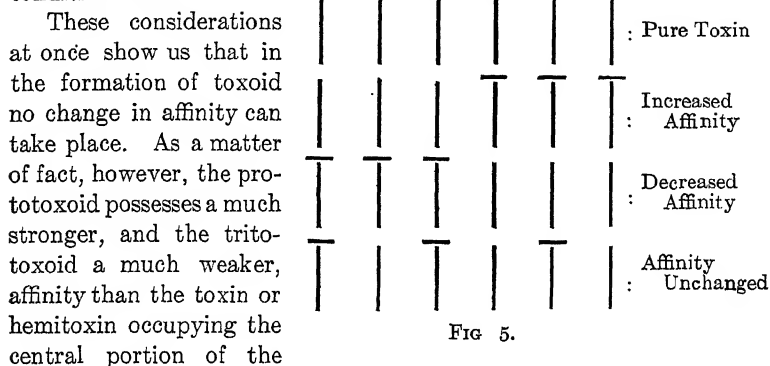 These considerations
at once show us that in
the formation of toxoid
no change in affinity can
take place. As a matter
of fact, however, the pro-
totoxoid possesses a much
stronger, and the trito-
toxoid a much weaker,
affinity than the toxin or
hemitoxin occupying the
central portion of the
: Pure Toxin
Increased
: Affinity
Decreased
: Affinity
Affinity
: Unchanged
FIG 5.